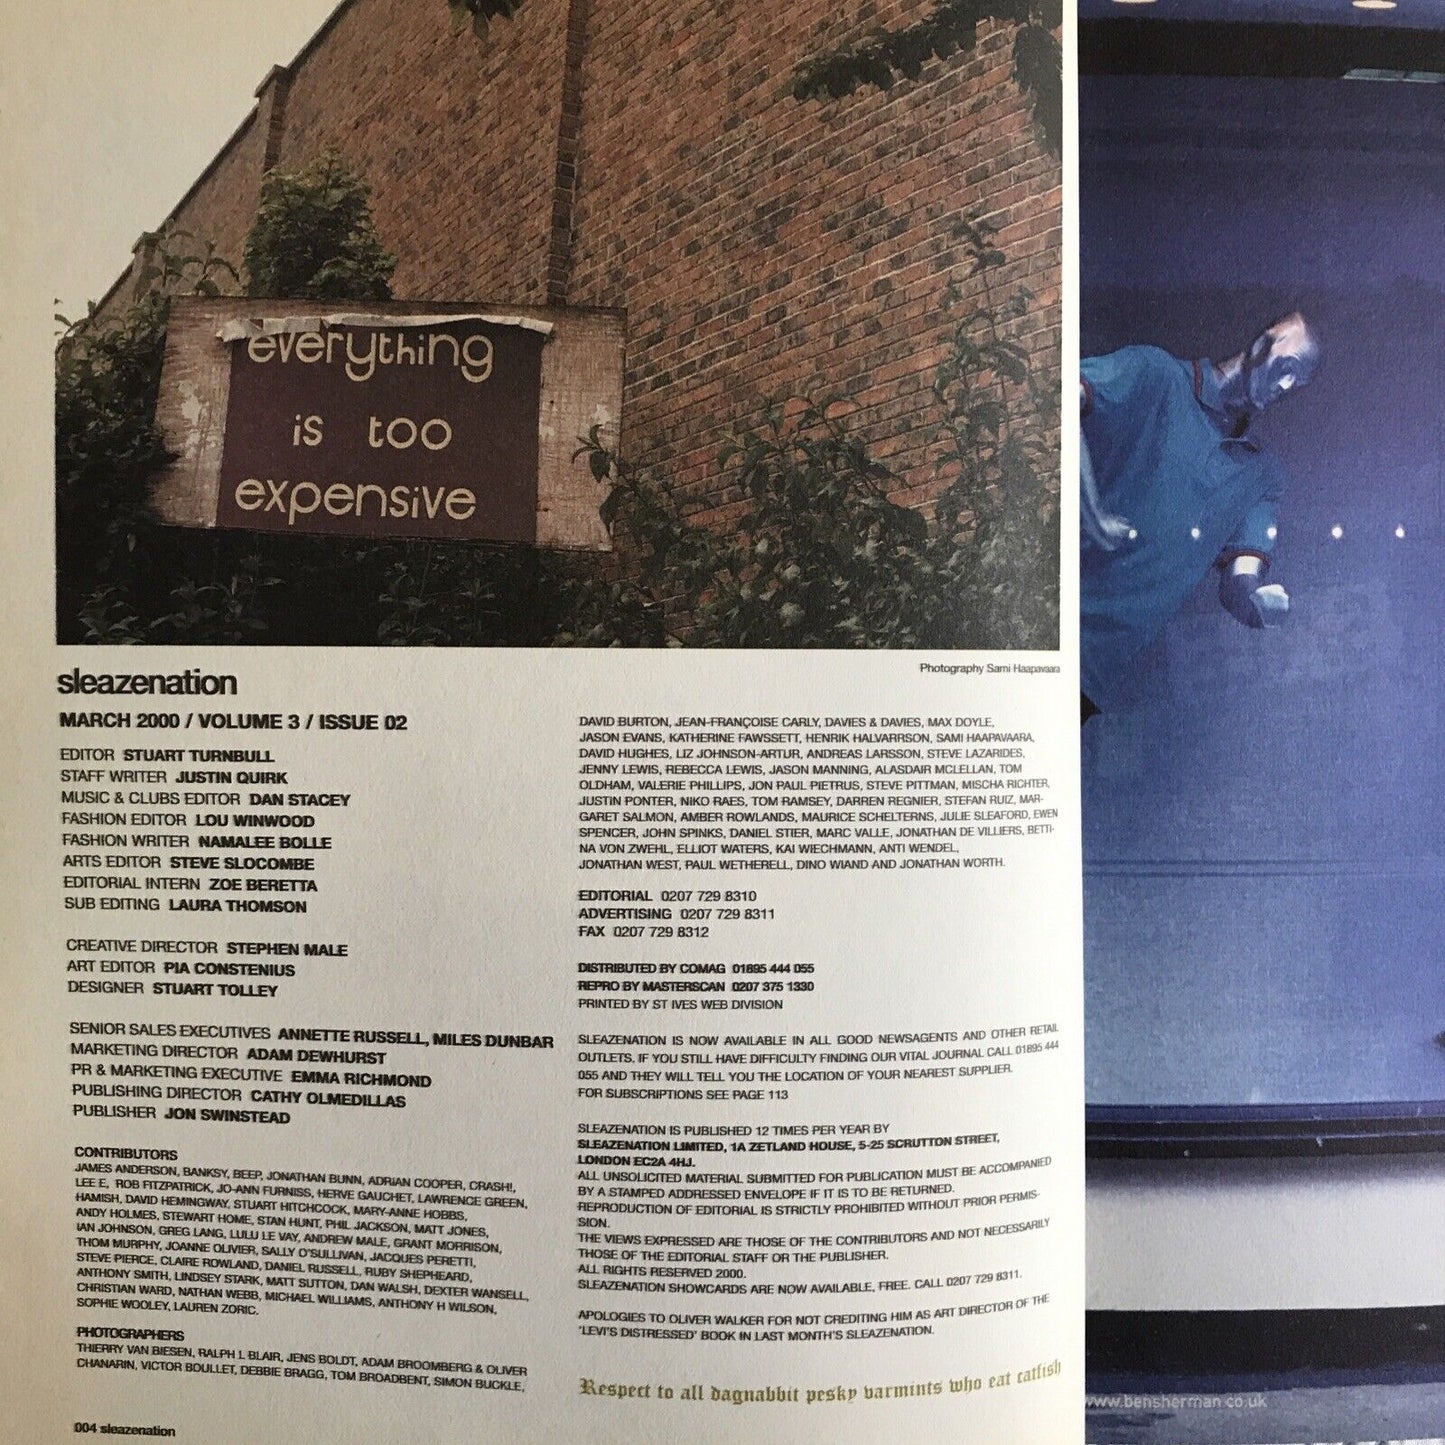 everything
is too
expensive
Photography Sami Haapavaara
sleazenation
MARCH 2000 / VOLUME 3 / ISSUE 02
EDITOR STUART TURNBULL
STAFF WRITER JUSTIN QUIRK
MUSIC & CLUBS EDITOR DAN STACEY
FASHION EDITOR LOU WINWOOD
FASHION WRITER NAMALEE BOLLE
ARTS EDITOR STEVE SLOCOMBE
EDITORIAL INTERN ZOE BERETTA
SUB EDITING LAURA THOMSON
CREATIVE DIRECTOR STEPHEN MALE
ART EDITOR PIA CONSTENIUS
DESIGNER STUART TOLLEY
SENIOR SALES EXECUTIVES ANNETTE RUSSELL, MILES DUNBAR
MARKETING DIRECTOR ADAM DEWHURST
PR & MARKETING EXECUTIVE EMMA RICHMOND
PUBLISHING DIRECTOR CATHY OLMEDILLAS
PUBLISHER JON SWINSTEAD
CONTRIBUTORS
JAMES ANDERSON, BANKSY, BEEP, JONATHAN BUNN, ADRIAN COOPER, CRASH!,
LEE E, ROB FITZPATRICK, JO-ANN FURNISS, HERVE GAUCHET, LAWRENCE GREEN,
HAMISH, DAVID HEMINGWAY, STUART HITCHCOCK, MARY-ANNE HOBBS,
ANDY HOLMES, STEWART HOME, STAN HUNT, PHIL JACKSON, MATT JONES,
IAN JOHNSON, GREG LANG, LULU LE VAY, ANDREW MALE, GRANT MORRISON,
THOM MURPHY, JOANNE OLIVIER, SALLY O'SULLIVAN, JACQUES PERETTI,
STEVE PIERCE, CLAIRE ROWLAND, DANIEL RUSSELL, RUBY SHEPHEARD,
ANTHONY SMITH, LINDSEY STARK, MATT SUTTON, DAN WALSH, DEXTER WANSELL,
CHRISTIAN WARD, NATHAN WEBB, MICHAEL WILLIAMS, ANTHONY H WILSON,
SOPHIE WOOLEY, LAUREN ZORIC.
PHOTOGRAPHERS
THIERRY VAN BIESEN, RALPH L BLAIR, JENS BOLDT, ADAM BROOMBERG & OLIVER
CHANARIN, VICTOR BOULLET, DEBBIE BRAGG, TOM BROADBENT, SIMON BUCKLE,
DAVID BURTON, JEAN-FRANÇOISE CARLY, DAVIES & DAVIES, MAX DOYLE,
JASON EVANS, KATHERINE FAWSSETT, HENRIK HALVARRSON, SAMI HAAPAVAARA,
DAVID HUGHES, LIZ JOHNSON-ARTUR, ANDREAS LARSSON, STEVE LAZARIDES,
JENNY LEWIS, REBECCA LEWIS, JASON MANNING, ALASDAIR MCLELLAN, TOM
OLDHAM, VALERIE PHILLIPS, JON PAUL PIETRUS, STEVE PITTMAN, MISCHA RICHTER,
JUSTIN PONTER, NIKO RAES, TOM RAMSEY, DARREN REGNIER, STEFAN RUIZ, MAR-
GARET SALMON, AMBER ROWLANDS, MAURICE SCHELTERNS, JULIE SLEAFORD, EWEN
SPENCER, JOHN SPINKS, DANIEL STIER, MARC VALLE, JONATHAN DE VILLIERS, BETTI-
NA VON ZWEHL, ELLIOT WATERS, KAI WIECHMANN, ANTI WENDEL,
JONATHAN WEST, PAUL WETHERELL, DINO WIAND AND JONATHAN WORTH.
EDITORIAL 0207 729 8310
ADVERTISING 0207 729 8311
FAX 0207 729 8312
DISTRIBUTED BY COMAG 01895 444 055
REPRO BY MASTERSCAN 0207 375 1330
PRINTED BY ST IVES WEB DIVISION
SLEAZENATION IS NOW AVAILABLE IN ALL GOOD NEWSAGENTS AND OTHER RETAIL
OUTLETS. IF YOU STILL HAVE DIFFICULTY FINDING OUR VITAL JOURNAL CALL 01895 444
055 AND THEY WILL TELL YOU THE LOCATION OF YOUR NEAREST SUPPLIER.
FOR SUBSCRIPTIONS SEE PAGE 113
SLEAZENATION IS PUBLISHED 12 TIMES PER YEAR BY
SLEAZENATION LIMITED, 1A ZETLAND HOUSE, 5-25 SCRUTTON STREET,
LONDON EC2A 4HJ.
ALL UNSOLICITED MATERIAL SUBMITTED FOR PUBLICATION MUST BE ACCOMPANIED
BY A STAMPED ADDRESSED ENVELOPE IF IT IS TO BE RETURNED.
REPRODUCTION OF EDITORIAL IS STRICTLY PROHIBITED WITHOUT PRIOR PERMIS-
SION.
THE VIEWS EXPRESSED ARE THOSE OF THE CONTRIBUTORS AND NOT NECESSARILY
THOSE OF THE EDITORIAL STAFF OR THE PUBLISHER.
ALL RIGHTS RESERVED 2000.
SLEAZENATION SHOWCARDS ARE NOW AVAILABLE, FREE. CALL 0207 729 8311.
APOLOGIES TO OLIVER WALKER FOR NOT CREDITING HIM AS ART DIRECTOR OF THE
'LEVI'S DISTRESSED' BOOK IN LAST MONTH'S SLEAZENATION.
Respect to all dagnabbit pesky varmints who eat catfish
004 sleazenation
www.bensherman.co.uk